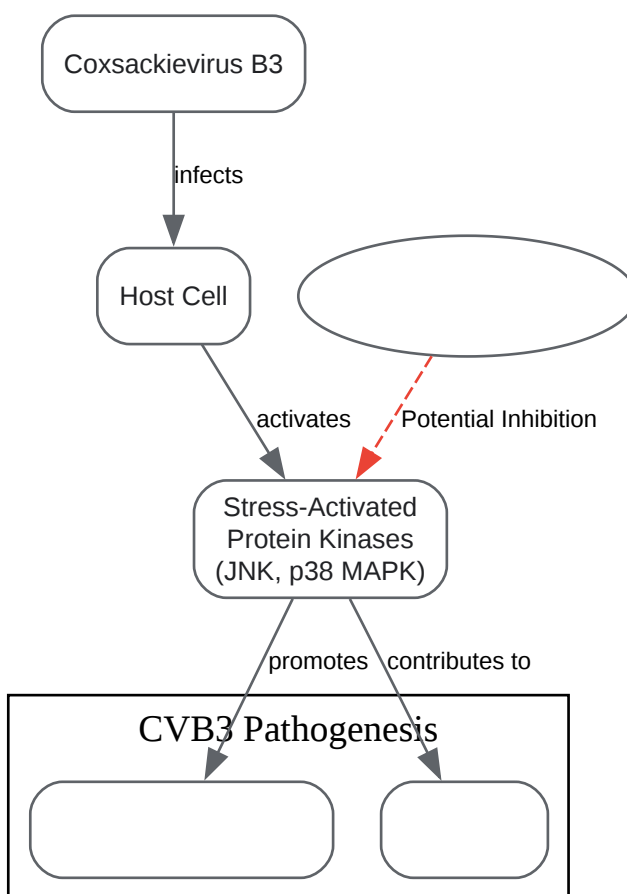 Coxsackievirus B3
infects
Host Cell
activates
Potential Inhibition
Stress-Activated
Protein Kinases
(JNK, p38 MAPK)
promotes
contributes to
CVB3 Pathogenesis